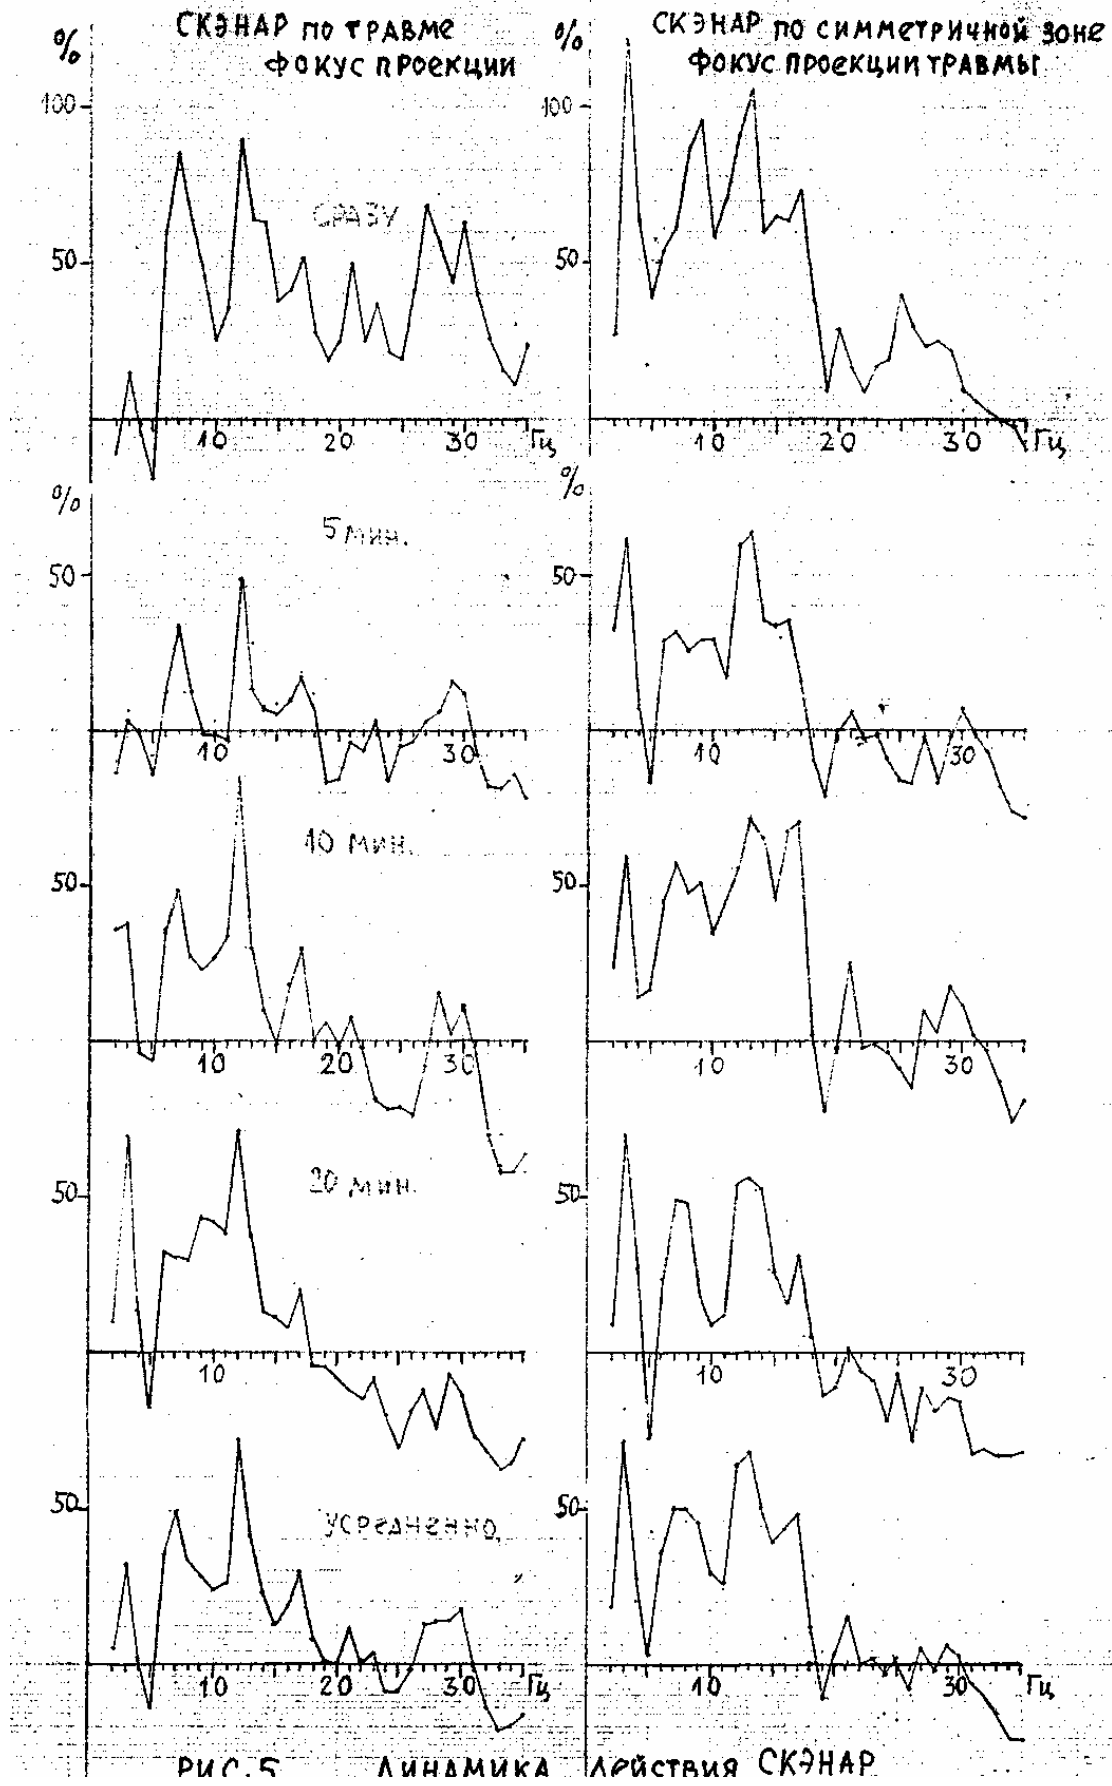 СКЭНАР ПО ТРАВМЕ
ФОКУС ПРОЕКЦИИ
СКЭНАР ПО СИММЕТРИЧНОЙ ЗОНЕ
ФОКУС ПРОЕКЦИИ ТРАВМЫ
%
%
100
100
СРАЗУ
50
50
10 20 30 Гц
10 20 30 Гц
%
%
5 мин.
50
50
10 30
10 30
10 мин.
50
50
10 20 30
10 30
20 мин.
50
50
10
10 30
50
50
УСРЕДНЕННО
10 20 30 Гц
10 30 Гц
РИС.5 ДИНАМИКА ДЕЙСТВИЯ СКЭНАР